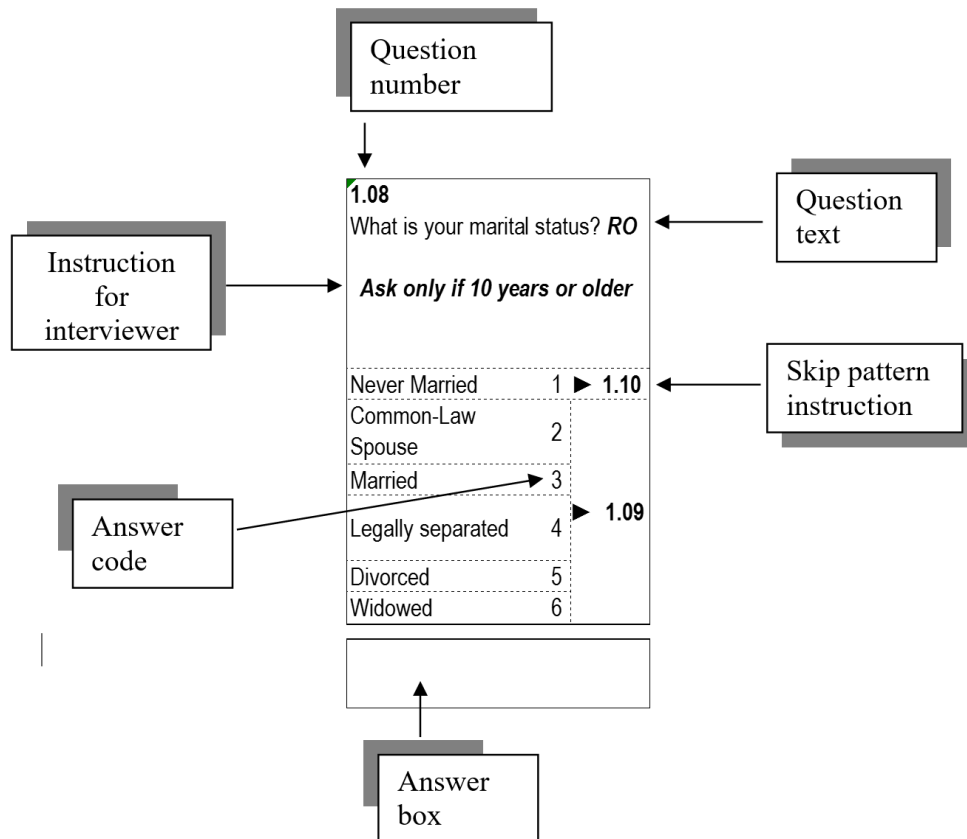 Question
number
1.08
What is your marital status? RO
Question
text
Instruction
for
interviewer
Ask only if 10 years or older
Never Married 1 ► 1.10
Skip pattern
instruction
Common-Law
Spouse 2
Married 3
Answer
code
Legally separated 4
► 1.09
Divorced 5
Widowed 6
Answer
box